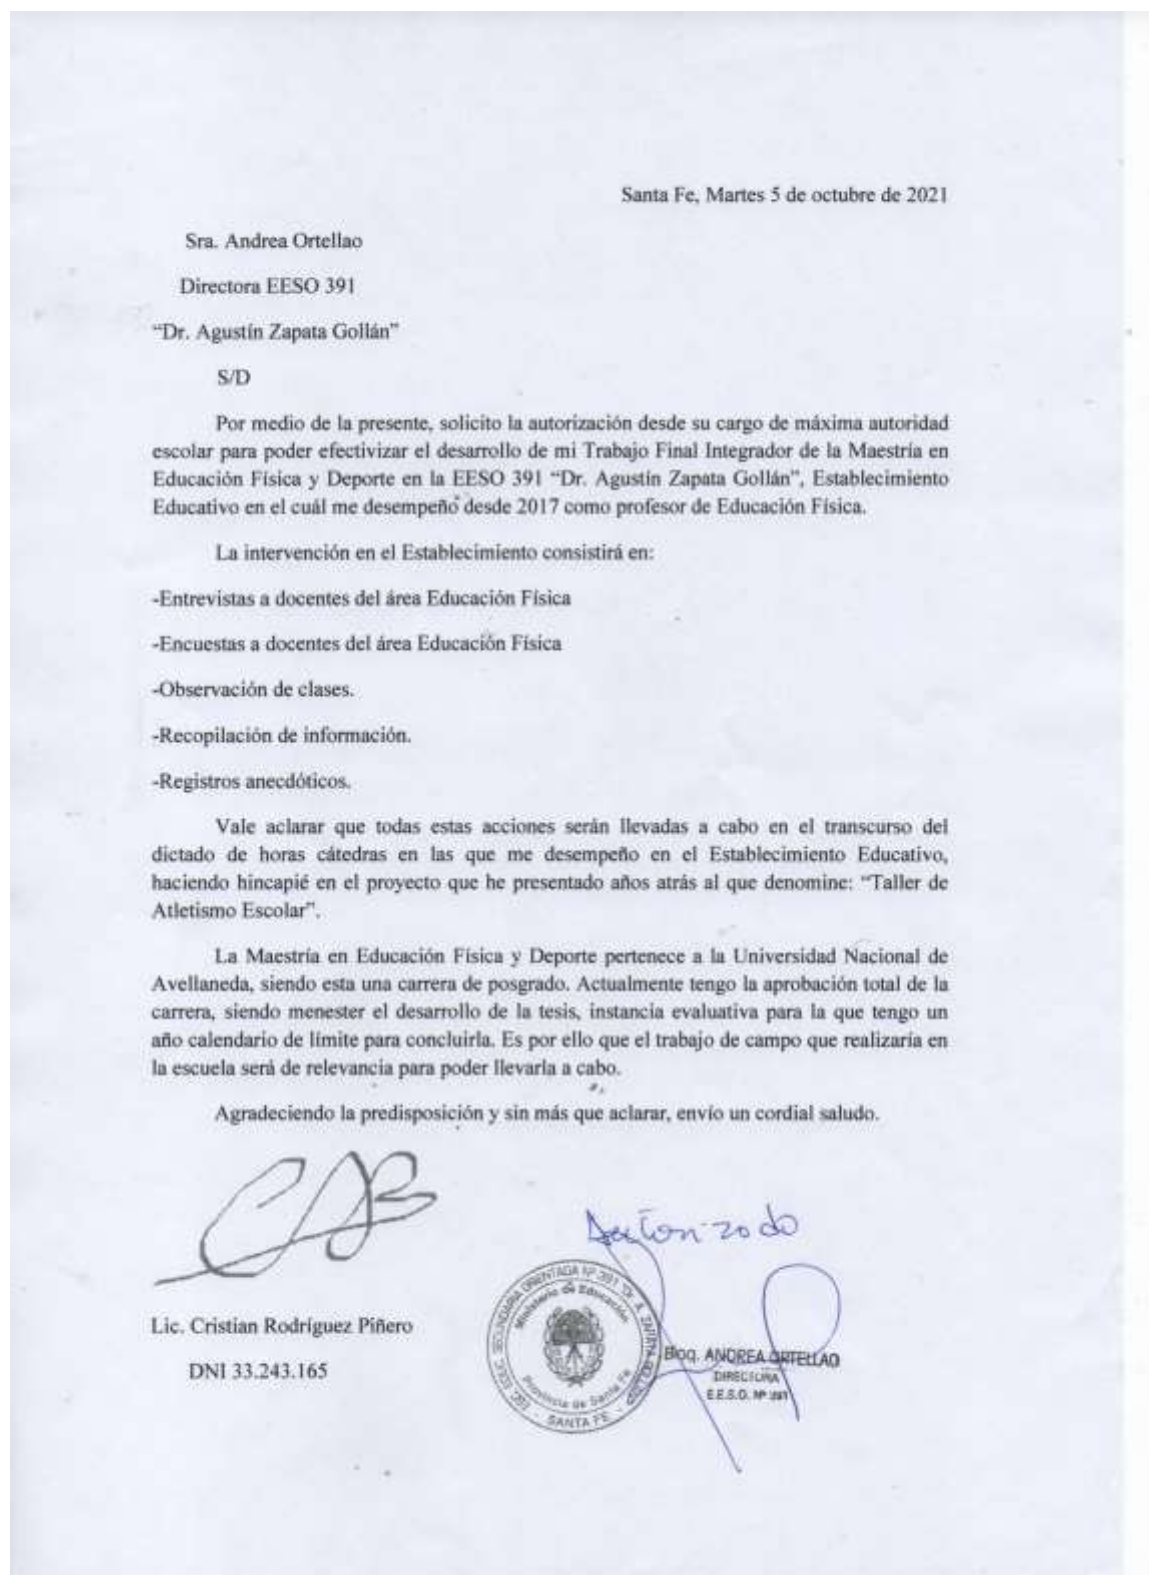 Santa Fe, Martes 5 de octubre de 2021
Sra. Andrea Ortellao
Directora EESO 391
“Dr. Agustín Zapata Gollán”
S/D
Por medio de la presente, solicito la autorización desde su cargo de máxima autoridad
escolar para poder efectivizar el desarrollo de mi Trabajo Final Integrador de la Maestría en
Educación Física y Deporte en la EESO 391 “Dr. Agustín Zapata Gollán”, Establecimiento
Educativo en el cuál me desempeño desde 2017 como profesor de Educación Física.
La intervención en el Establecimiento consistirá en:
-Entrevistas a docentes del área Educación Física
-Encuestas a docentes del área Educación Física
-Observación de clases.
-Recopilación de información.
-Registros anecdóticos.
Vale aclarar que todas estas acciones serán llevadas a cabo en el transcurso del
dictado de horas cátedras en las que me desempeño en el Establecimiento Educativo,
haciendo hincapié en el proyecto que he presentado años atrás al que denomine: “Taller de
Atletismo Escolar”.
La Maestría en Educación Física y Deporte pertenece a la Universidad Nacional de
Avellaneda, siendo esta una carrera de posgrado. Actualmente tengo la aprobación total de la
carrera, siendo menester el desarrollo de la tesis, instancia evaluativa para la que tengo un
año calendario de límite para concluirla. Es por ello que el trabajo de campo que realizaría en
la escuela será de relevancia para poder llevarla a cabo.
Agradeciendo la predisposición y sin más que aclarar, envío un cordial saludo.
Autorizado
Lic. Cristian Rodríguez Piñero
DNI 33.243.165
ESC. EDUC. SECUNDARIA ORIENTADA Nº 391 "Dr. A. ZAPATA GOLLAN"
Ministerio de Educación
Provincia de Santa Fe
- SANTA FE -
Bioq. ANDREA ORTELLAO
DIRECTORA
E.E.S.O. Nº 391